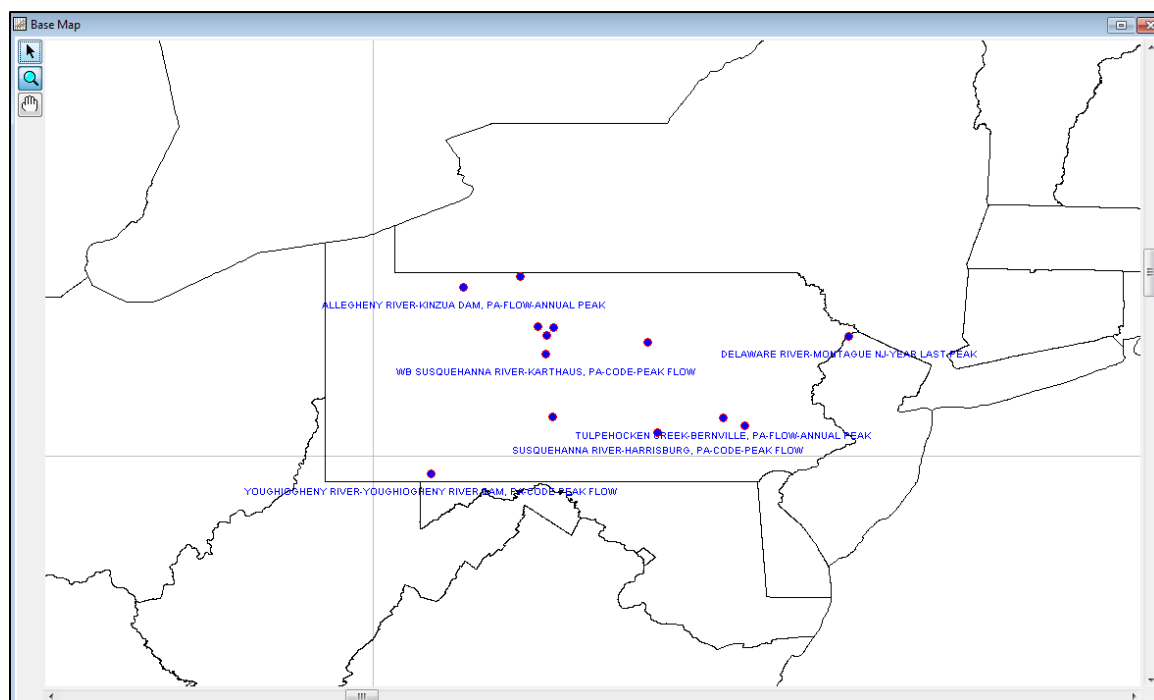 Base Map
ALLEGHENY RIVER-KINZUA DAM, PA-FLOW-ANNUAL PEAK
DELAWARE RIVER-MONTAGUE NJ-YEAR LAST PEAK
WB SUSQUEHANNA RIVER-KARTHAUS, PA-CODE-PEAK FLOW
TULPEHOCKEN CREEK-BERNVILLE, PA-FLOW-ANNUAL PEAK
SUSQUEHANNA RIVER-HARRISBURG, PA-CODE-PEAK FLOW
YOUGHIOGHENY RIVER-YOUGHIOGHENY RIVER DAM, PA-CODE-PEAK FLOW